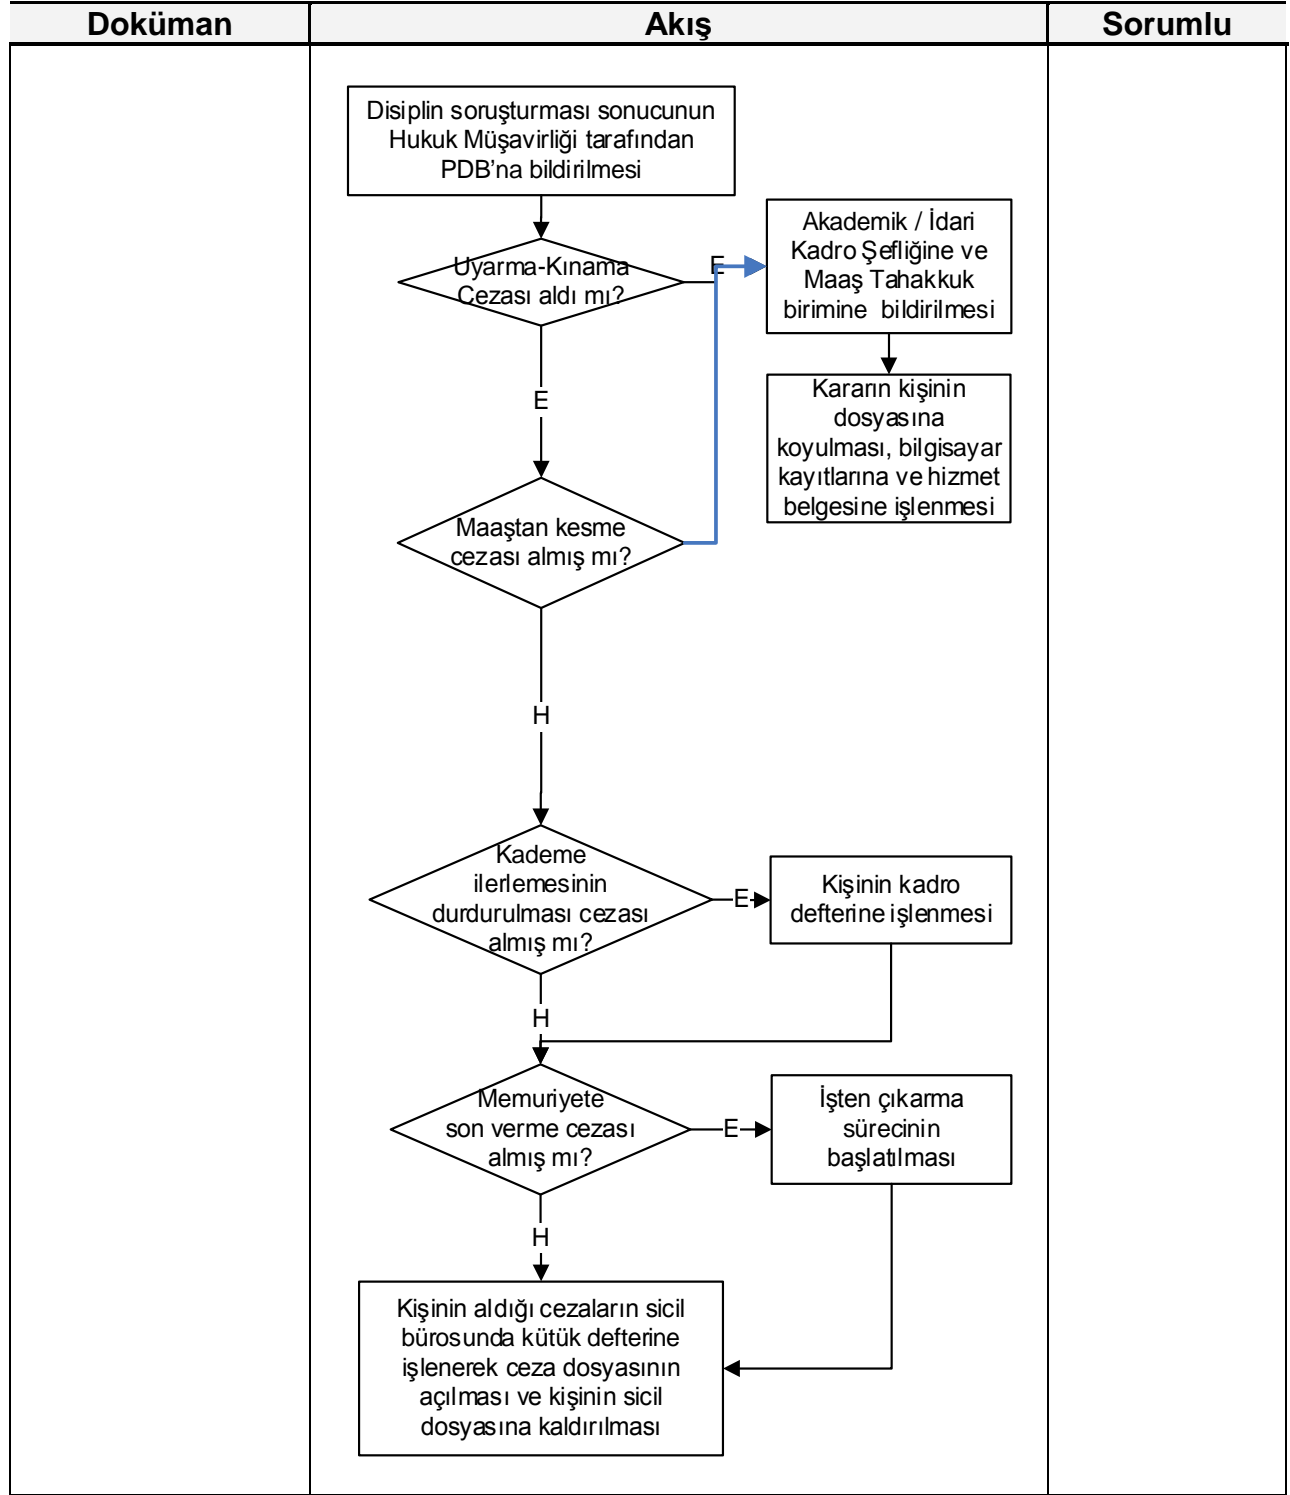 Doküman
Akış
Sorumlu
Disiplin soruşturması sonucunun
Hukuk Müşavirliği tarafından
PDB'na bildirilmesi
Uyarma-Kınama
Cezası aldı mı?
E
Akademik / İdari
Kadro Şefliğine ve
Maaş Tahakkuk
birimine bildirilmesi
Kararın kişinin
dosyasına
koyulması, bilgisayar
kayıtlarına ve hizmet
belgesine işlenmesi
E
Maaştan kesme
cezası almış mı?
H
Kademe
ilerlemesinin
durdurulması cezası
almış mı?
E
Kişinin kadro
defterine işlenmesi
H
Memuriyete
son verme cezası
almış mı?
E
İşten çıkarma
sürecinin
başlatılması
H
Kişinin aldığı cezaların sicil
bürosunda kütük defterine
işlenerek ceza dosyasının
açılması ve kişinin sicil
dosyasına kaldırılması